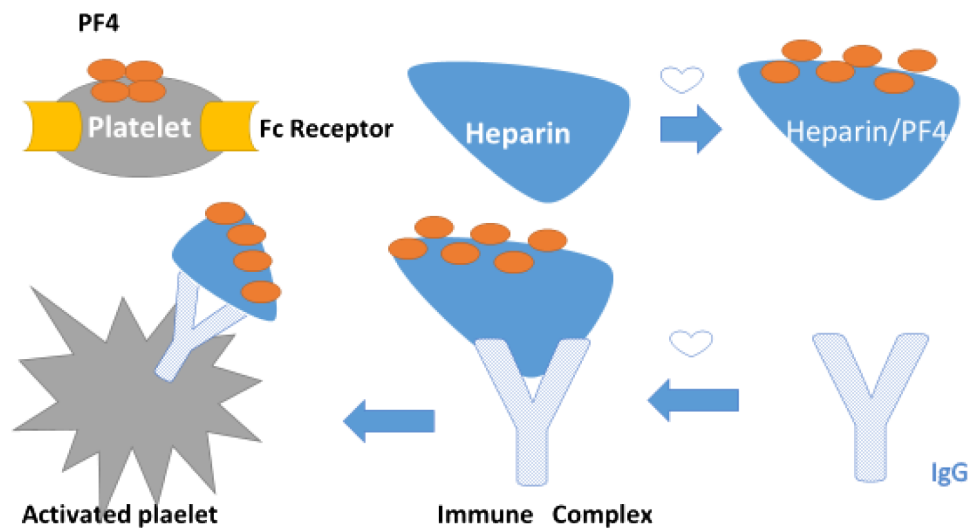 PF4
Platelet
Fc Receptor
Heparin
Heparin/PF4
IgG
Activated plaelet
Immune Complex